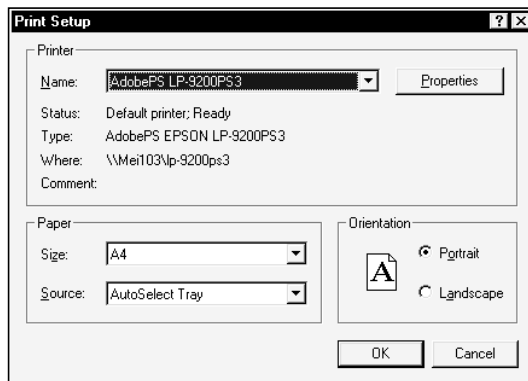 Print Setup
Printer
Name: AdobePS LP-9200PS3 Properties
Status: Default printer; Ready
Type: AdobePS EPSON LP-9200PS3
Where: \\Mei103\lp-9200ps3
Comment:
Paper
Size: A4
Source: AutoSelect Tray
Orientation
A
Portrait
Landscape
OK Cancel